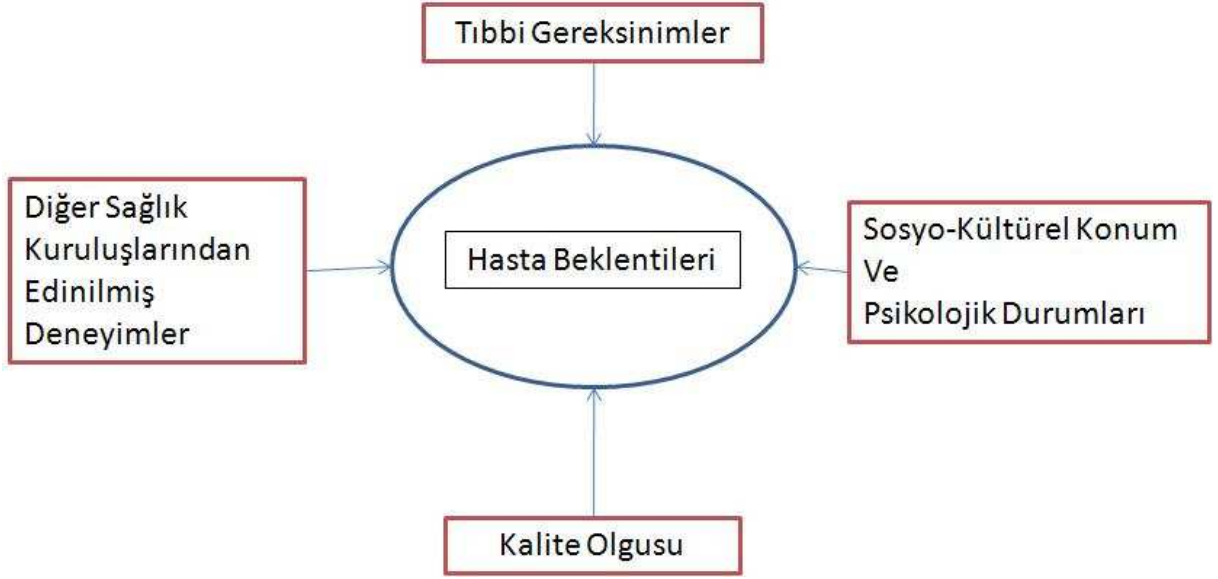 Tıbbi Gereksinimler
Diğer Sağlık
Kuruluşlarından
Edinilmiş
Deneyimler
Hasta Beklentileri
Sosyo-Kültürel Konum
Ve
Psikolojik Durumları
Kalite Olgusu